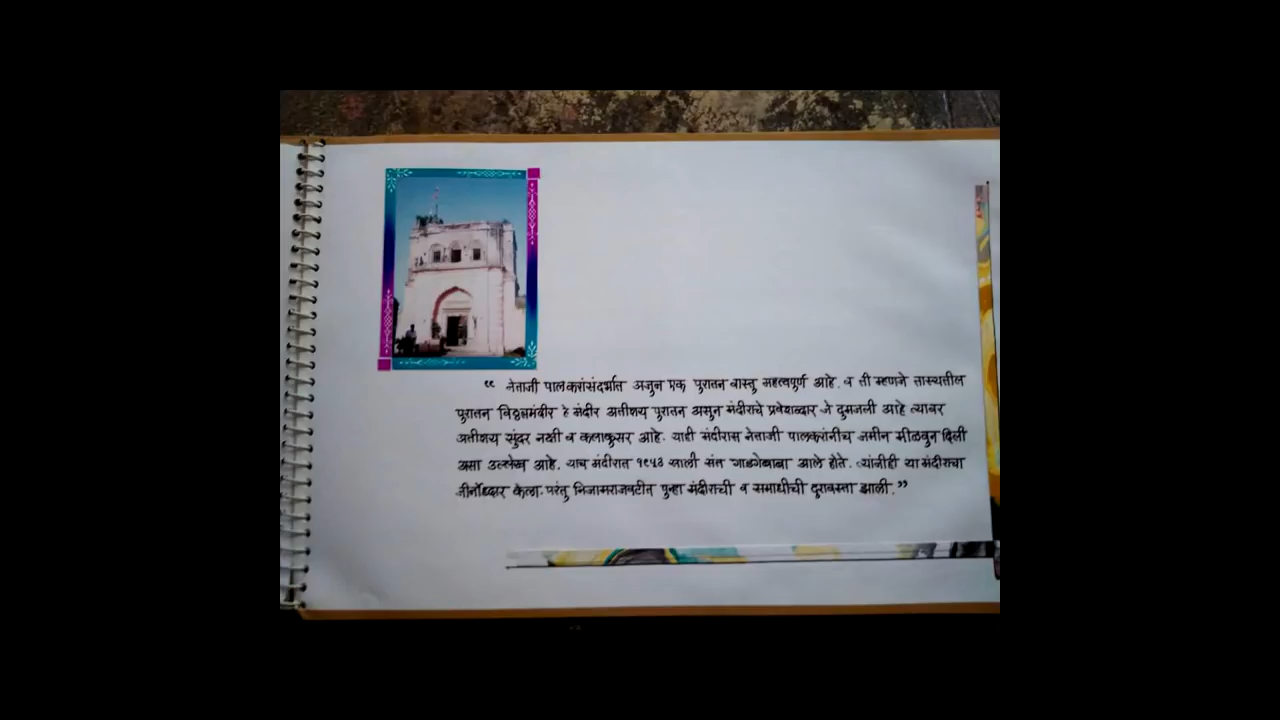 “ नेताजी पालकरांसंदर्भात अजुन एक पुरातन वास्तु महत्वपुर्ण आहे. व ती म्हणजे तास्थतील
पुरातन विठ्ठलमंदीर हे मंदीर अतीशय पुरातन असुन मंदीराचे प्रवेशव्दार जे दुमजली आहे त्यावर
अतीशय सुंदर नक्षी व कलाकुसर आहे. याही मंदीरास नेताजी पालकरांनीच जमीन मीळवुन दिली
असा उल्लेख आहे. याच मंदीरात १९५३ साली संत गाडगेबाबा आले होते. त्यांनीही या मंदीराचा
जीर्नोध्दार केला. परंतु निजामराजवटीत पुन्हा मंदीराची व समाधीची दुरावस्ता झाली.”